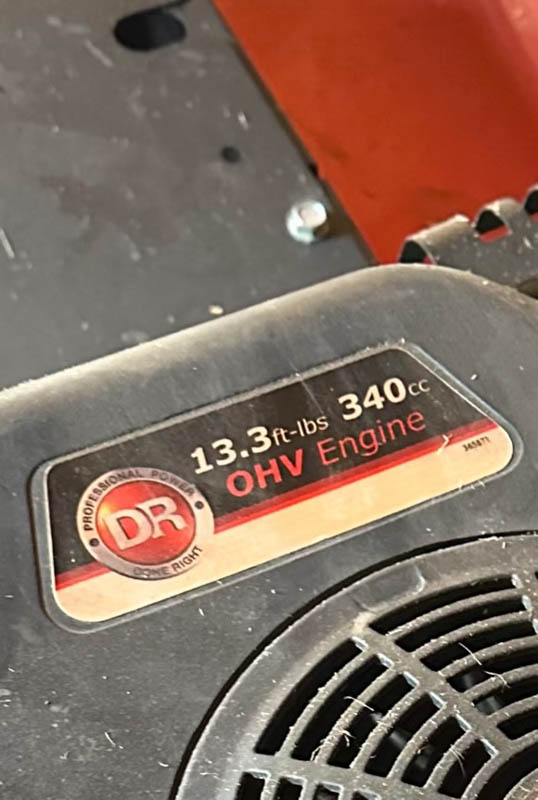 13.3ft-lbs 340cc
OHV Engine
PROFESSIONAL POWER
DR
DONE RIGHT